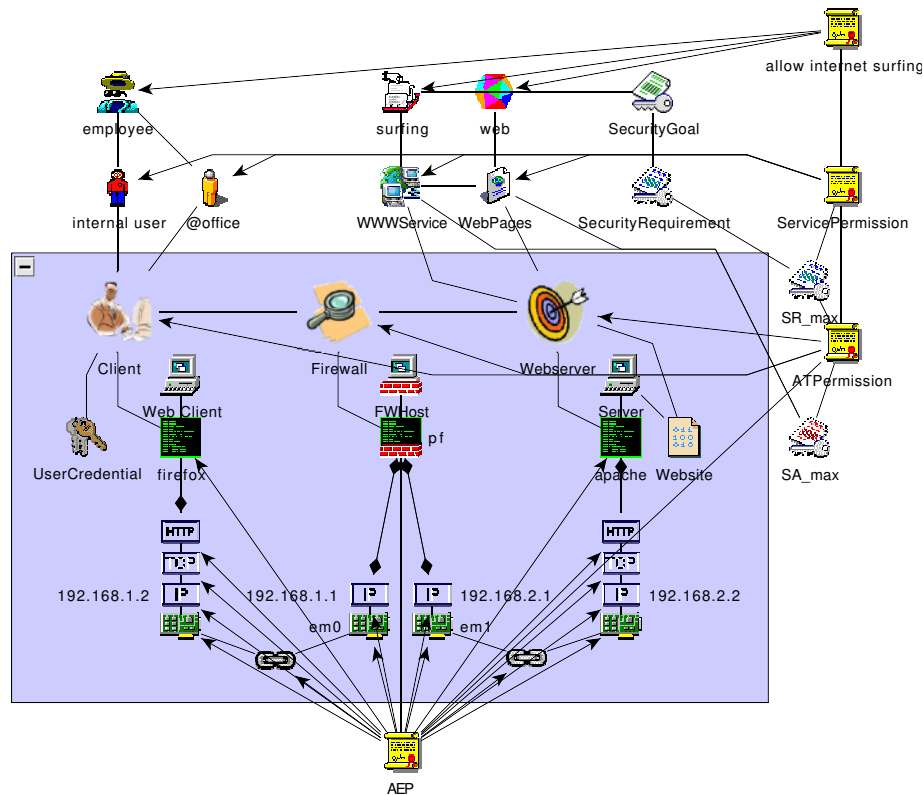 allow internet surfing
employee
surfing
web
SecurityGoal
internal user
@office
WWWService
WebPages
SecurityRequirement
ServicePermission
SR_max
Client
Firewall
Webserver
ATPermission
Web Client
FWHost
Server
pf
UserCredential
firefox
apache
Website
SA_max
HTTP
HTTP
TCP
TCP
192.168.1.2
IP
192.168.1.1
IP
IP
192.168.2.1
IP
192.168.2.2
em0
em1
AEP